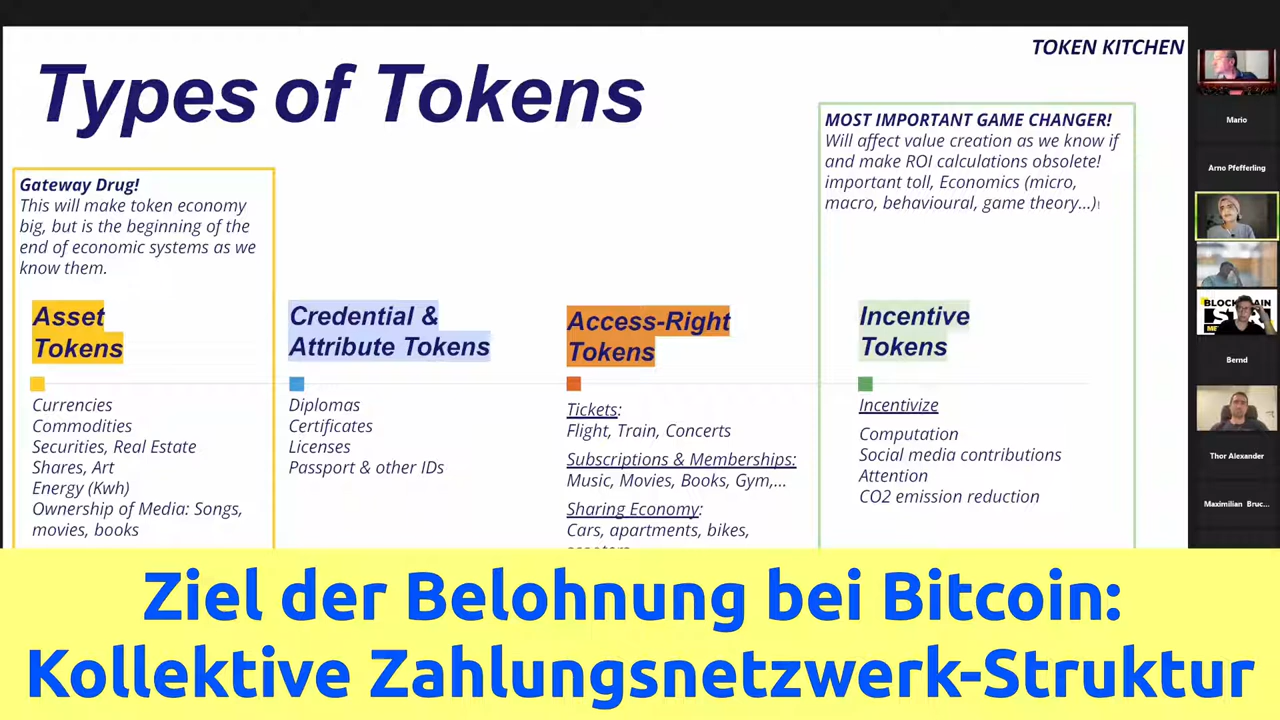 TOKEN KITCHEN
Types of Tokens
Gateway Drug!
This will make token economy
big, but is the beginning of the
end of economic systems as we
know them.
MOST IMPORTANT GAME CHANGER!
Will affect value creation as we know if
and make ROI calculations obsolete!
important toll, Economics (micro,
macro, behavioural, game theory...)
Asset
Tokens
Currencies
Commodities
Securities, Real Estate
Shares, Art
Energy (Kwh)
Ownership of Media: Songs,
movies, books
Credential &
Attribute Tokens
Diplomas
Certificates
Licenses
Passport & other IDs
Access-Right
Tokens
Tickets:
Flight, Train, Concerts
Subscriptions & Memberships:
Music, Movies, Books, Gym,...
Sharing Economy:
Cars, apartments, bikes,
Incentive
Tokens
Incentivize
Computation
Social media contributions
Attention
CO2 emission reduction
Mario
Arno Pfefferling
Bernd
Thor Alexander
Maximilian Bruc...
Ziel der Belohnung bei Bitcoin:
Kollektive Zahlungsnetzwerk-Struktur